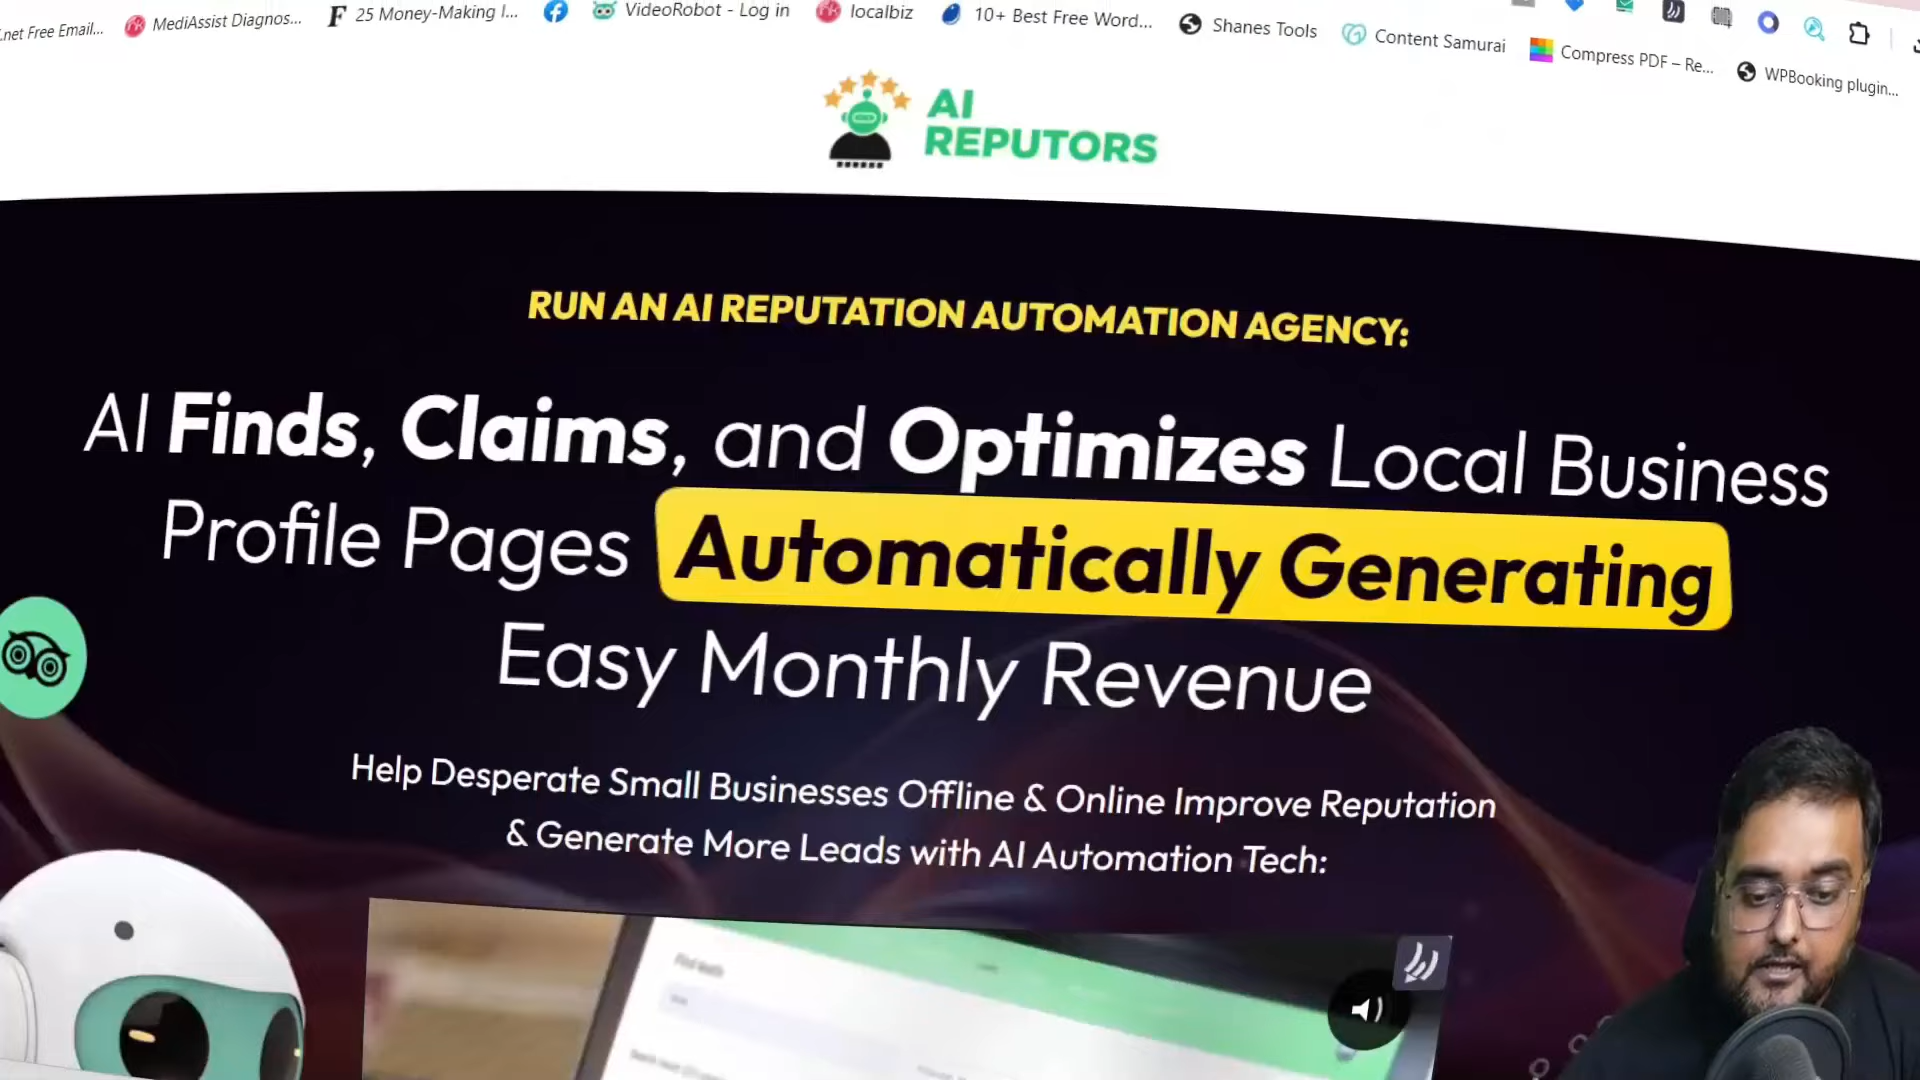 .net Free Email...
MediAssist Diagnos...
25 Money-Making I...
VideoRobot - Log in
localbiz
10+ Best Free Word...
Shanes Tools
Content Samurai
Compress PDF – Re...
WPBooking plugin...
AI
REPUTORS
RUN AN AI REPUTATION AUTOMATION AGENCY:
AI Finds, Claims, and Optimizes Local Business
Profile Pages Automatically Generating
Easy Monthly Revenue
Help Desperate Small Businesses Offline & Online Improve Reputation
& Generate More Leads with AI Automation Tech: